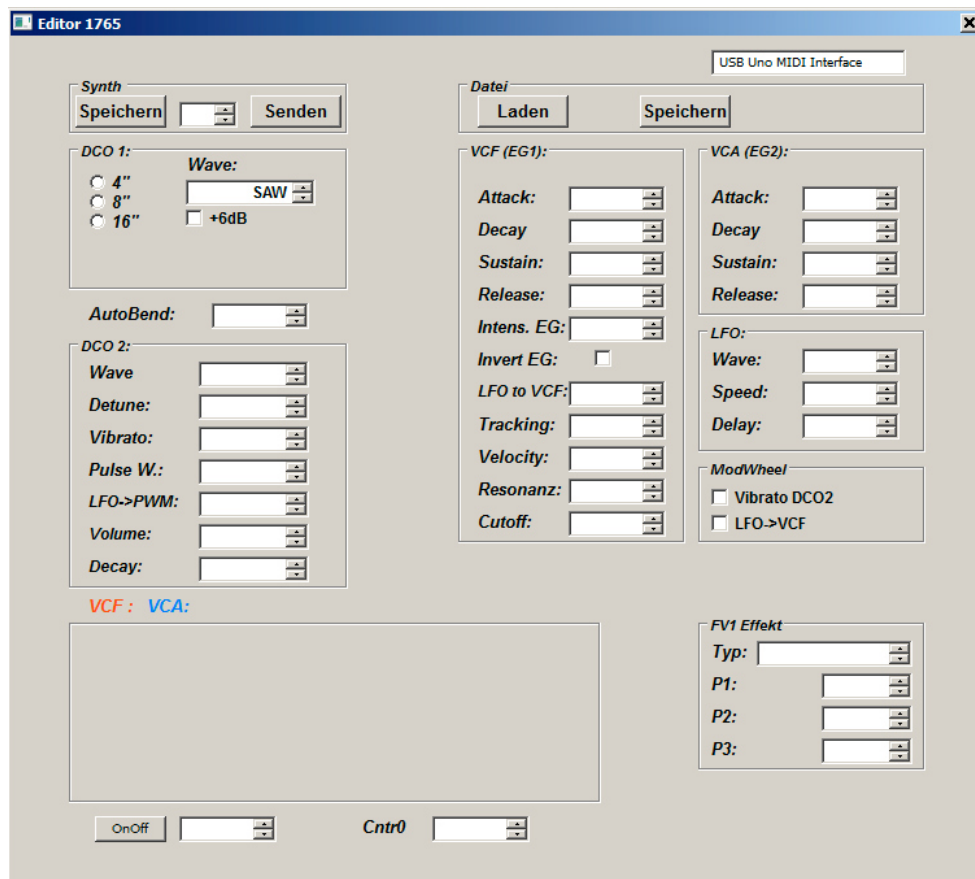 Editor 1765
USB Uno MIDI Interface
Synth
Speichern
Senden
Datei
Laden
Speichern
DCO 1:
Wave:
4"
8"
16"
SAW
+6dB
AutoBend:
DCO 2:
Wave
Detune:
Vibrato:
Pulse W.:
LFO->PWM:
Volume:
Decay:
VCF (EG1):
Attack:
Decay
Sustain:
Release:
Intens. EG:
Invert EG:
LFO to VCF:
Tracking:
Velocity:
Resonanz:
Cutoff:
VCA (EG2):
Attack:
Decay
Sustain:
Release:
LFO:
Wave:
Speed:
Delay:
ModWheel
Vibrato DCO2
LFO->VCF
VCF : VCA:
FV1 Effekt
Typ:
P1:
P2:
P3:
OnOff
Cntr0